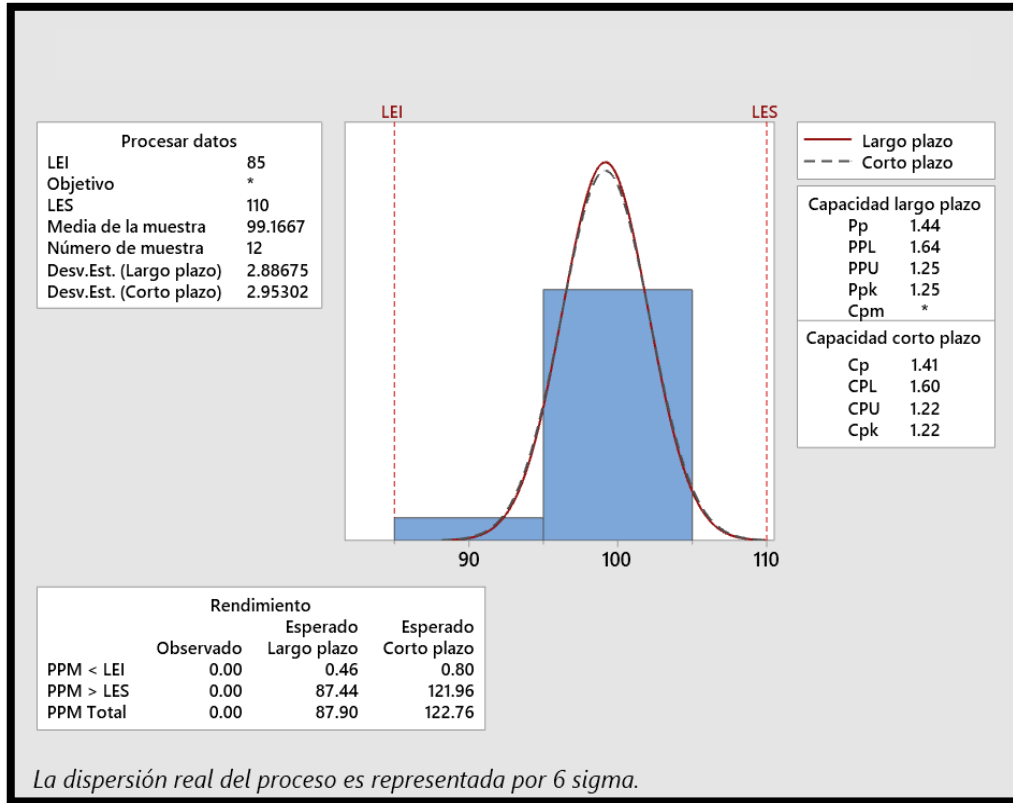 LEI LES
Procesar datos
LEI 85
Objetivo *
LES 110
Media de la muestra 99.1667
Número de muestra 12
Desv.Est. (Largo plazo) 2.88675
Desv.Est. (Corto plazo) 2.95302
Largo plazo
Corto plazo
Capacidad largo plazo
Pp 1.44
PPL 1.64
PPU 1.25
Ppk 1.25
Cpm *
Capacidad corto plazo
Cp 1.41
CPL 1.60
CPU 1.22
Cpk 1.22
90 100 110
Rendimiento
Esperado Esperado
Observado Largo plazo Corto plazo
PPM < LEI 0.00 0.46 0.80
PPM > LES 0.00 87.44 121.96
PPM Total 0.00 87.90 122.76
La dispersión real del proceso es representada por 6 sigma.